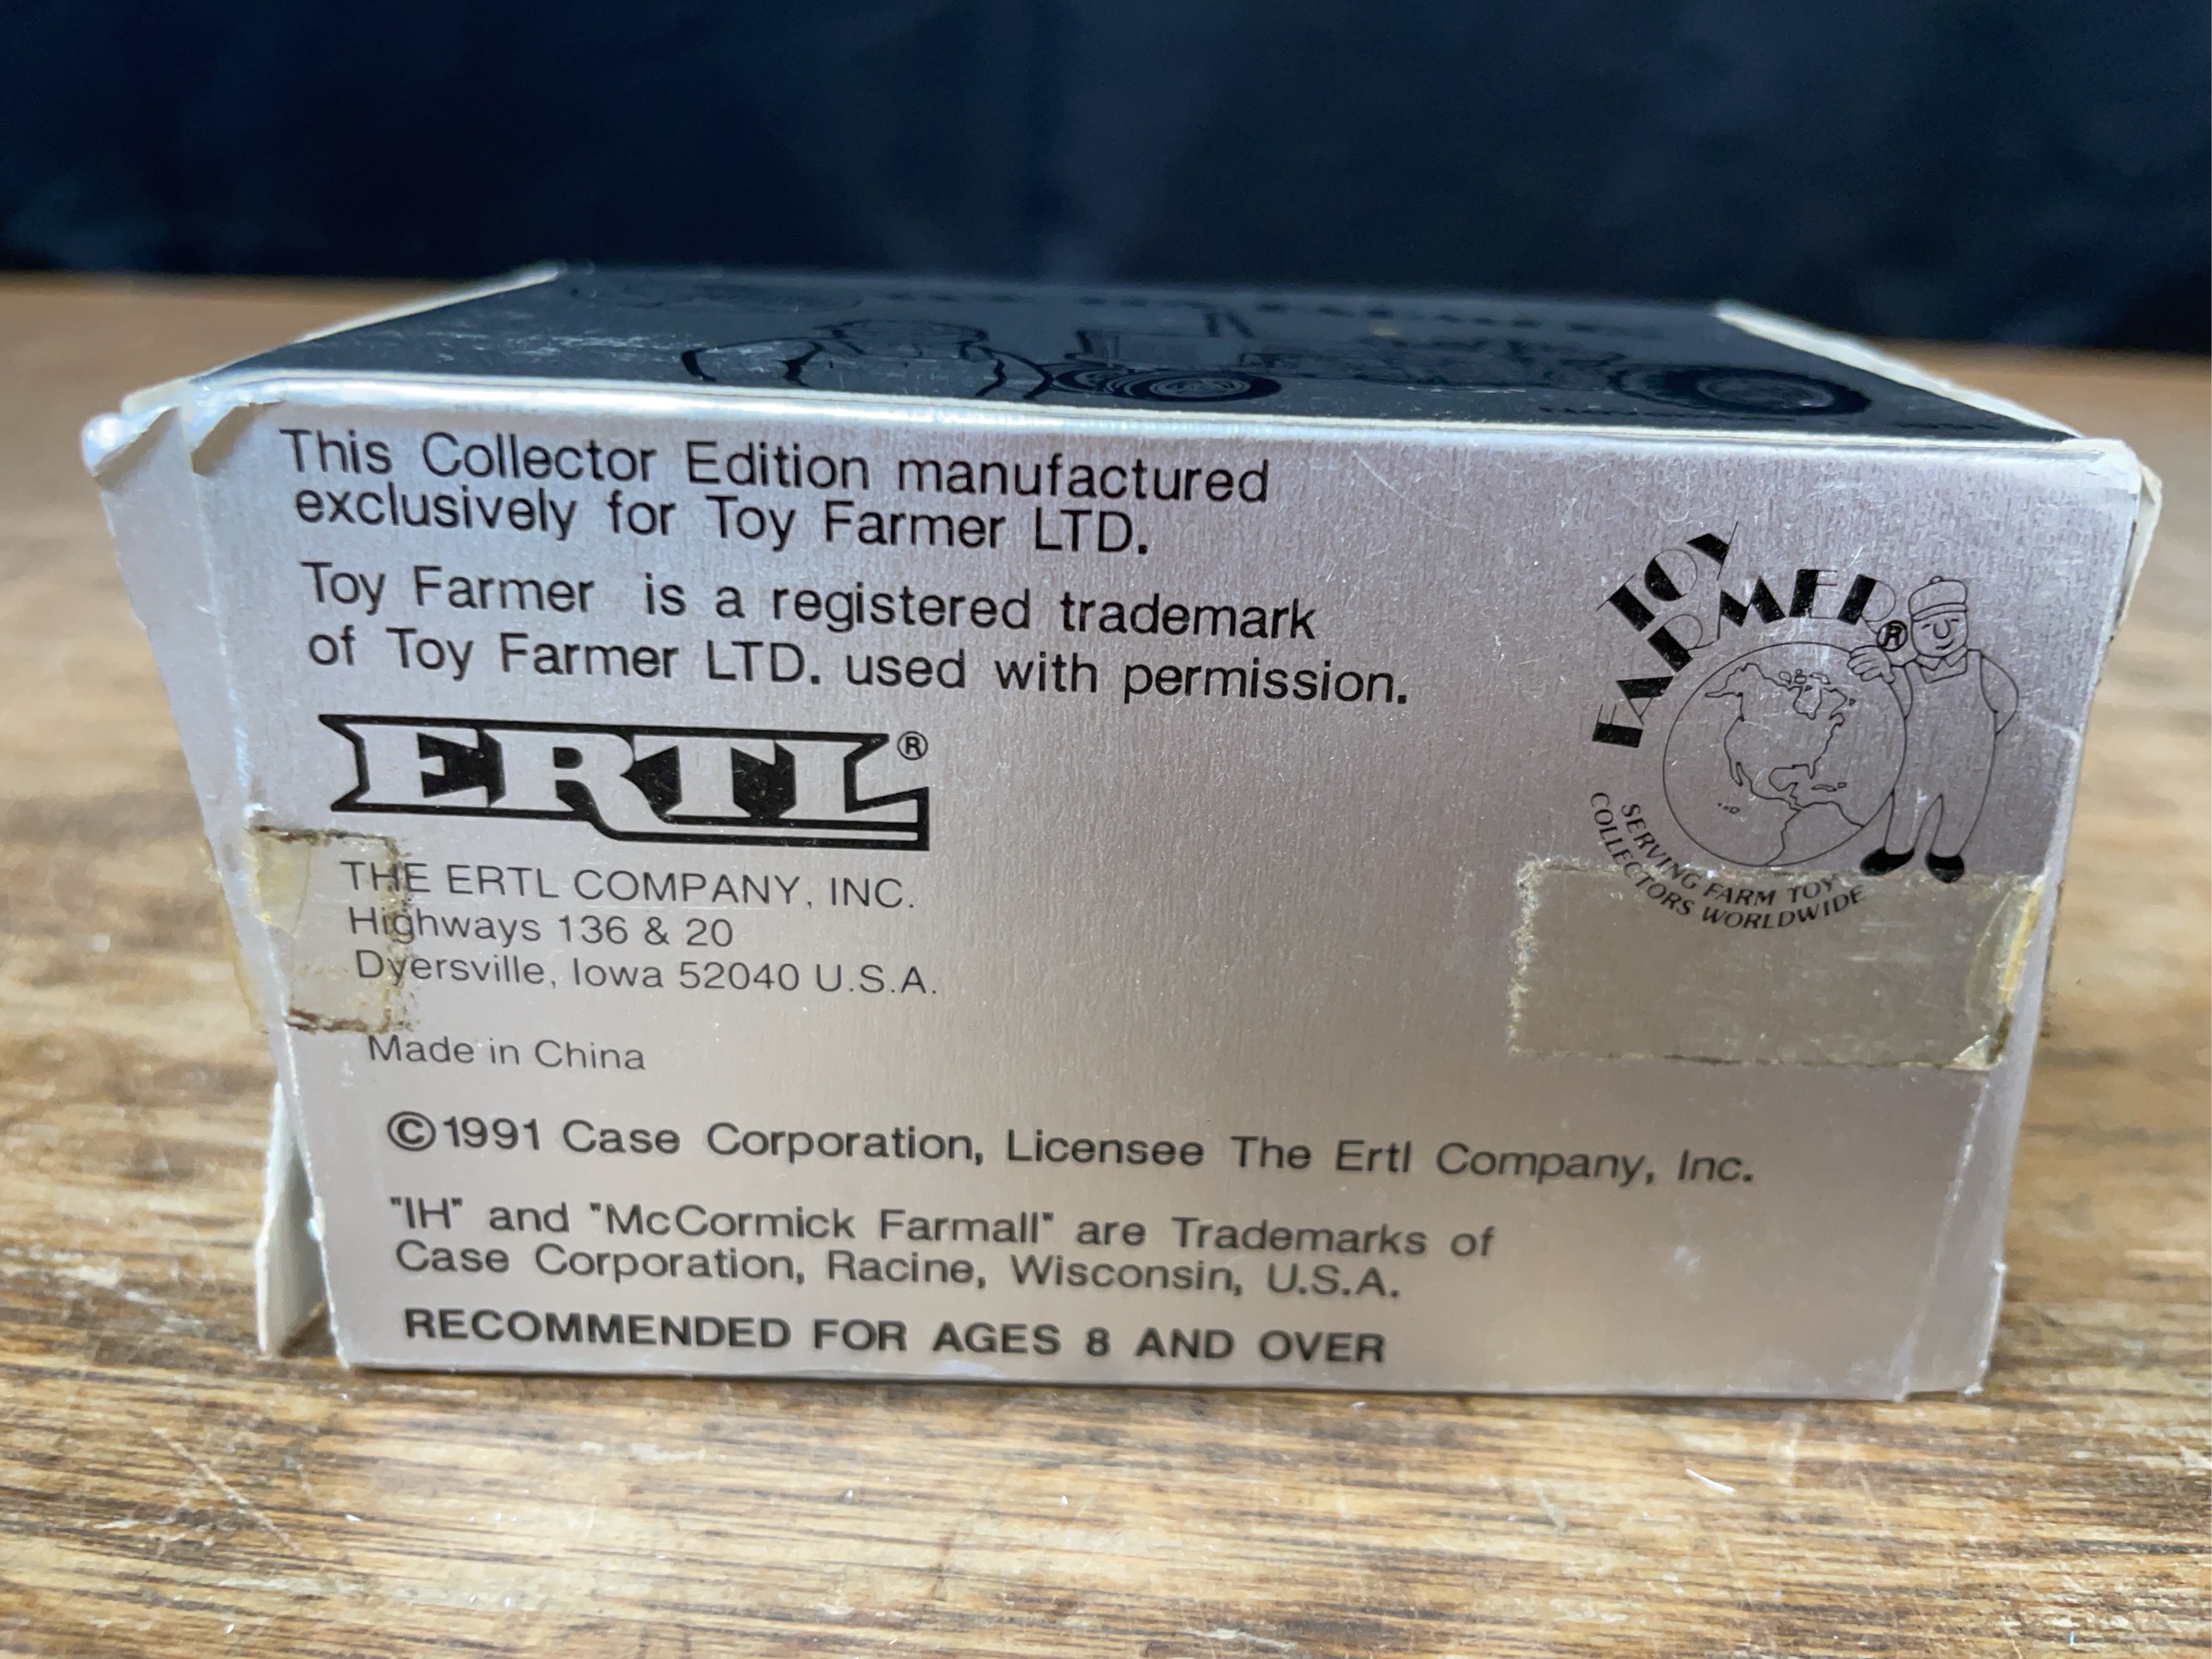 This Collector Edition manufactured
exclusively for Toy Farmer LTD.
Toy Farmer is a registered trademark
of Toy Farmer LTD. used with permission.
ERTL®
THE ERTL COMPANY, INC.
Highways 136 & 20
Dyersville, Iowa 52040 U.S.A.
Made in China
©1991 Case Corporation, Licensee The Ertl Company, Inc.
"IH" and "McCormick Farmall" are Trademarks of
Case Corporation, Racine, Wisconsin, U.S.A.
RECOMMENDED FOR AGES 8 AND OVER
TOY
FARMER®
SERVING FARM TOY
COLLECTORS WORLDWIDE